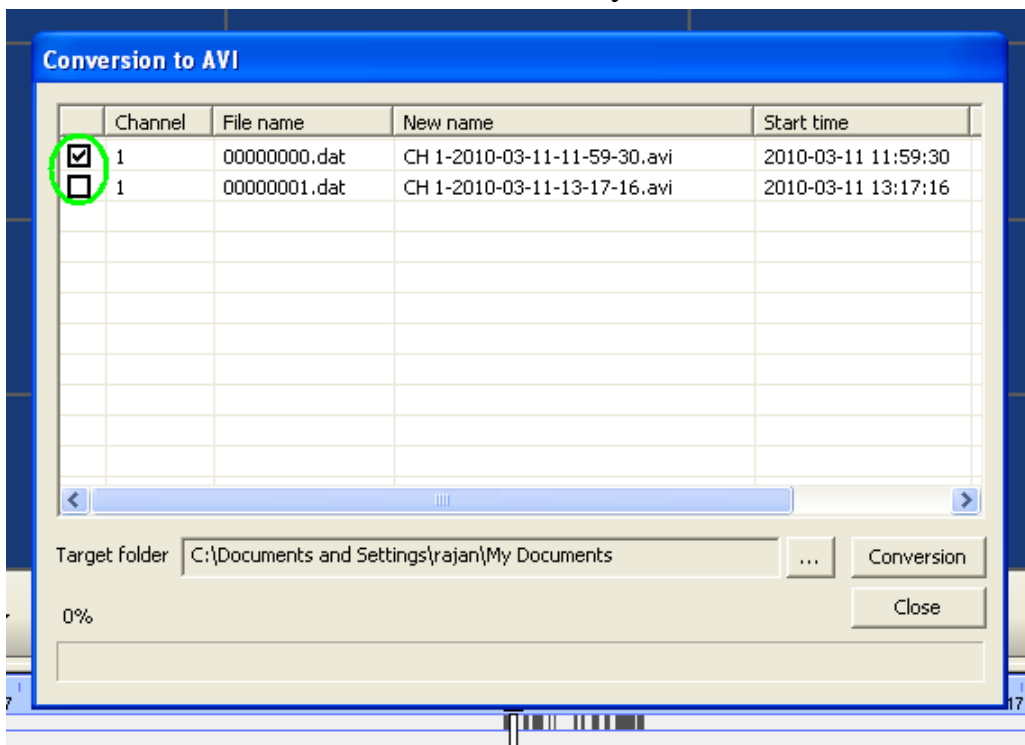 Conversion to AVI
Channel File name New name Start time
1 00000000.dat CH 1-2010-03-11-11-59-30.avi 2010-03-11 11:59:30
1 00000001.dat CH 1-2010-03-11-13-17-16.avi 2010-03-11 13:17:16
Target folder C:\Documents and Settings\rajan\My Documents ... Conversion
0% Close
7 17